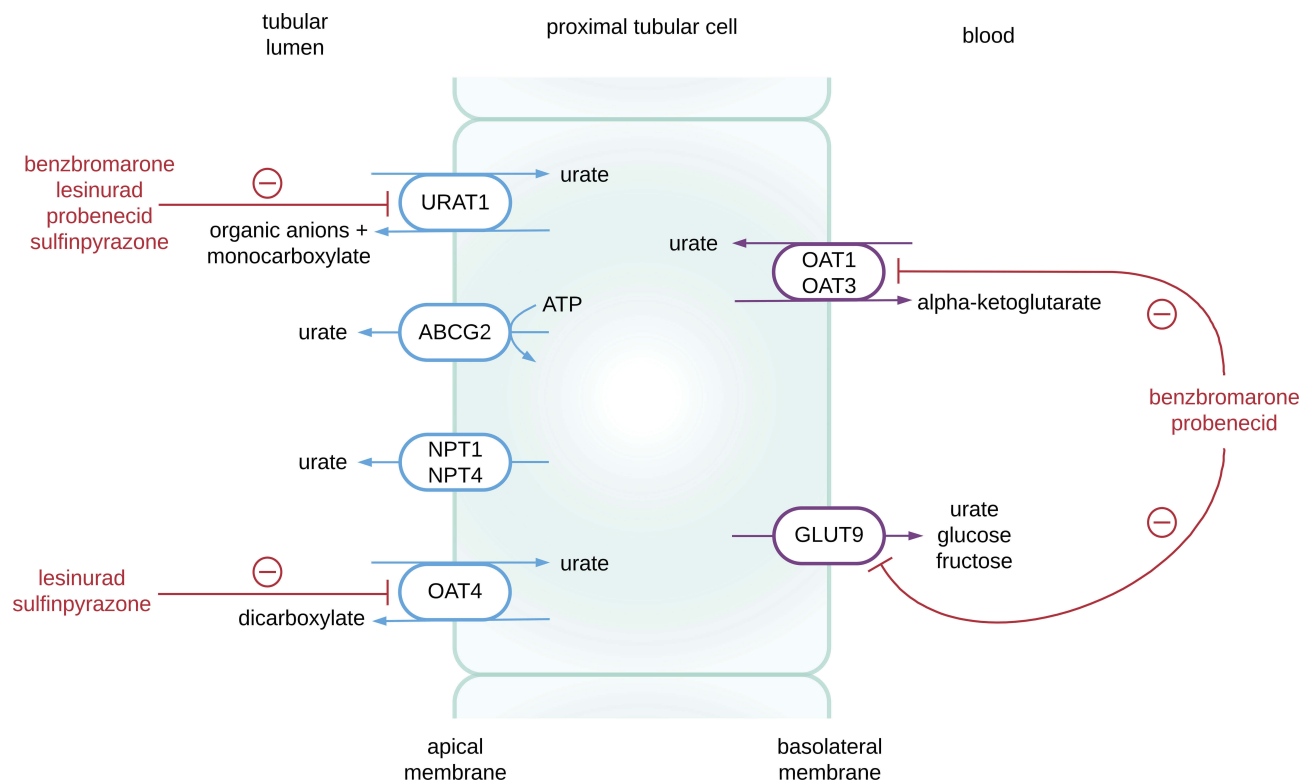 tubular
lumen
proximal tubular cell
blood
benzbromarone
lesinurad
probenecid
sulfinpyrazone
urate
URAT1
organic anions +
monocarboxylate
urate
OAT1
OAT3
alpha-ketoglutarate
ATP
urate
ABCG2
benzbromarone
probenecid
urate
NPT1
NPT4
urate
glucose
fructose
GLUT9
lesinurad
sulfinpyrazone
urate
OAT4
dicarboxylate
apical
membrane
basolateral
membrane